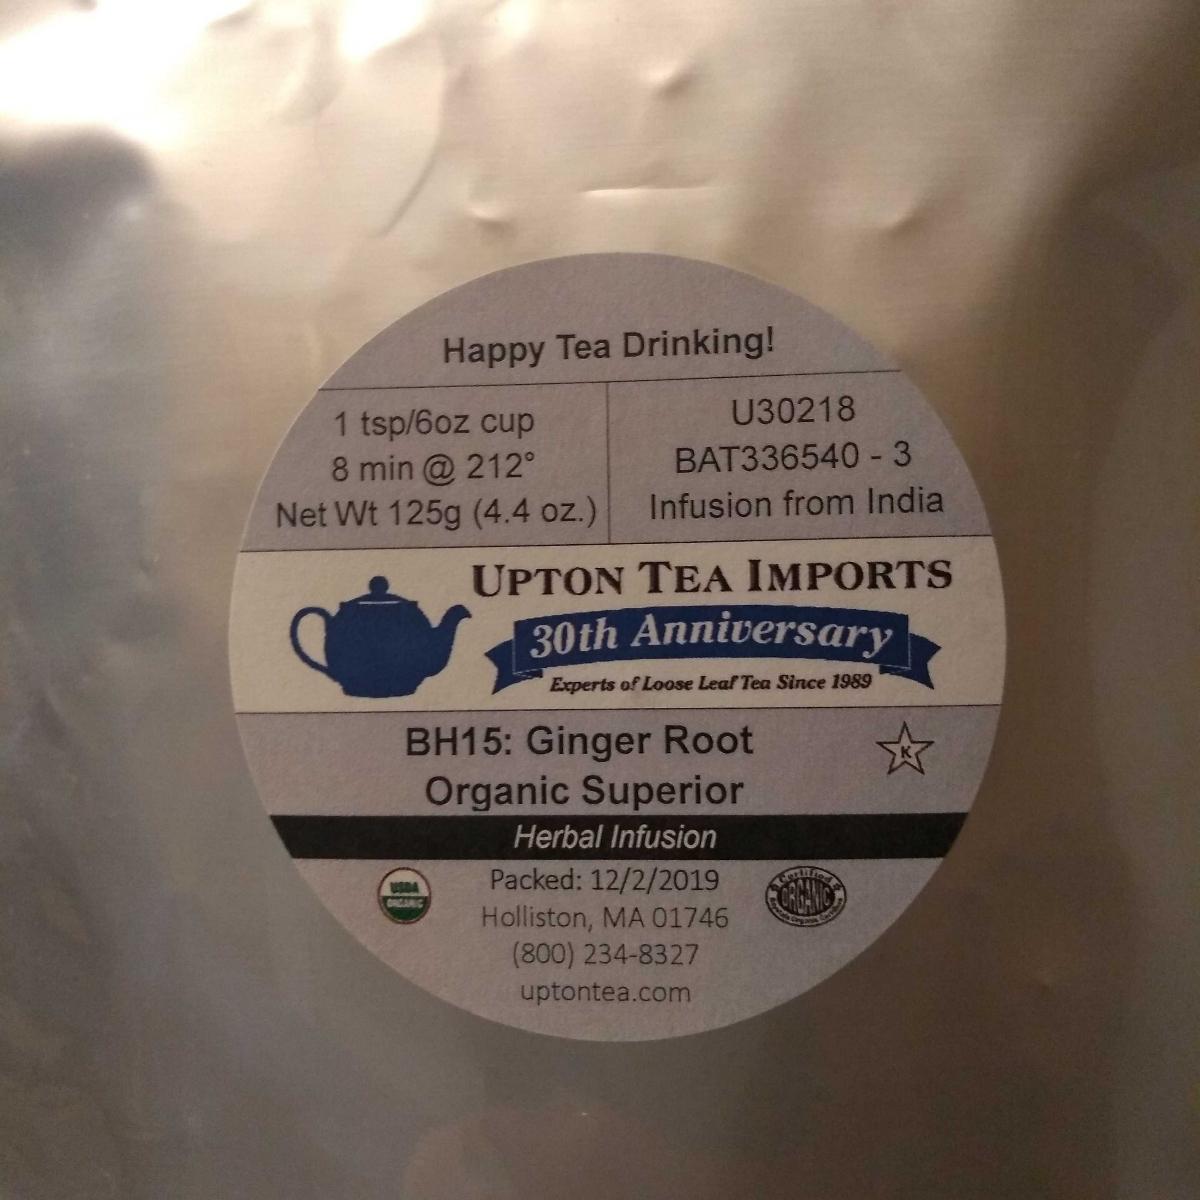 Happy Tea Drinking!
1 tsp/6oz cup
8 min @ 212°
Net Wt 125g (4.4 oz.)
U30218
BAT336540 - 3
Infusion from India
UPTON TEA IMPORTS
30th Anniversary
Experts of Loose Leaf Tea Since 1989
BH15: Ginger Root
Organic Superior
K
Herbal Infusion
USDA
ORGANIC
Packed: 12/2/2019
Holliston, MA 01746
(800) 234-8327
uptontea.com
Certified
ORGANIC